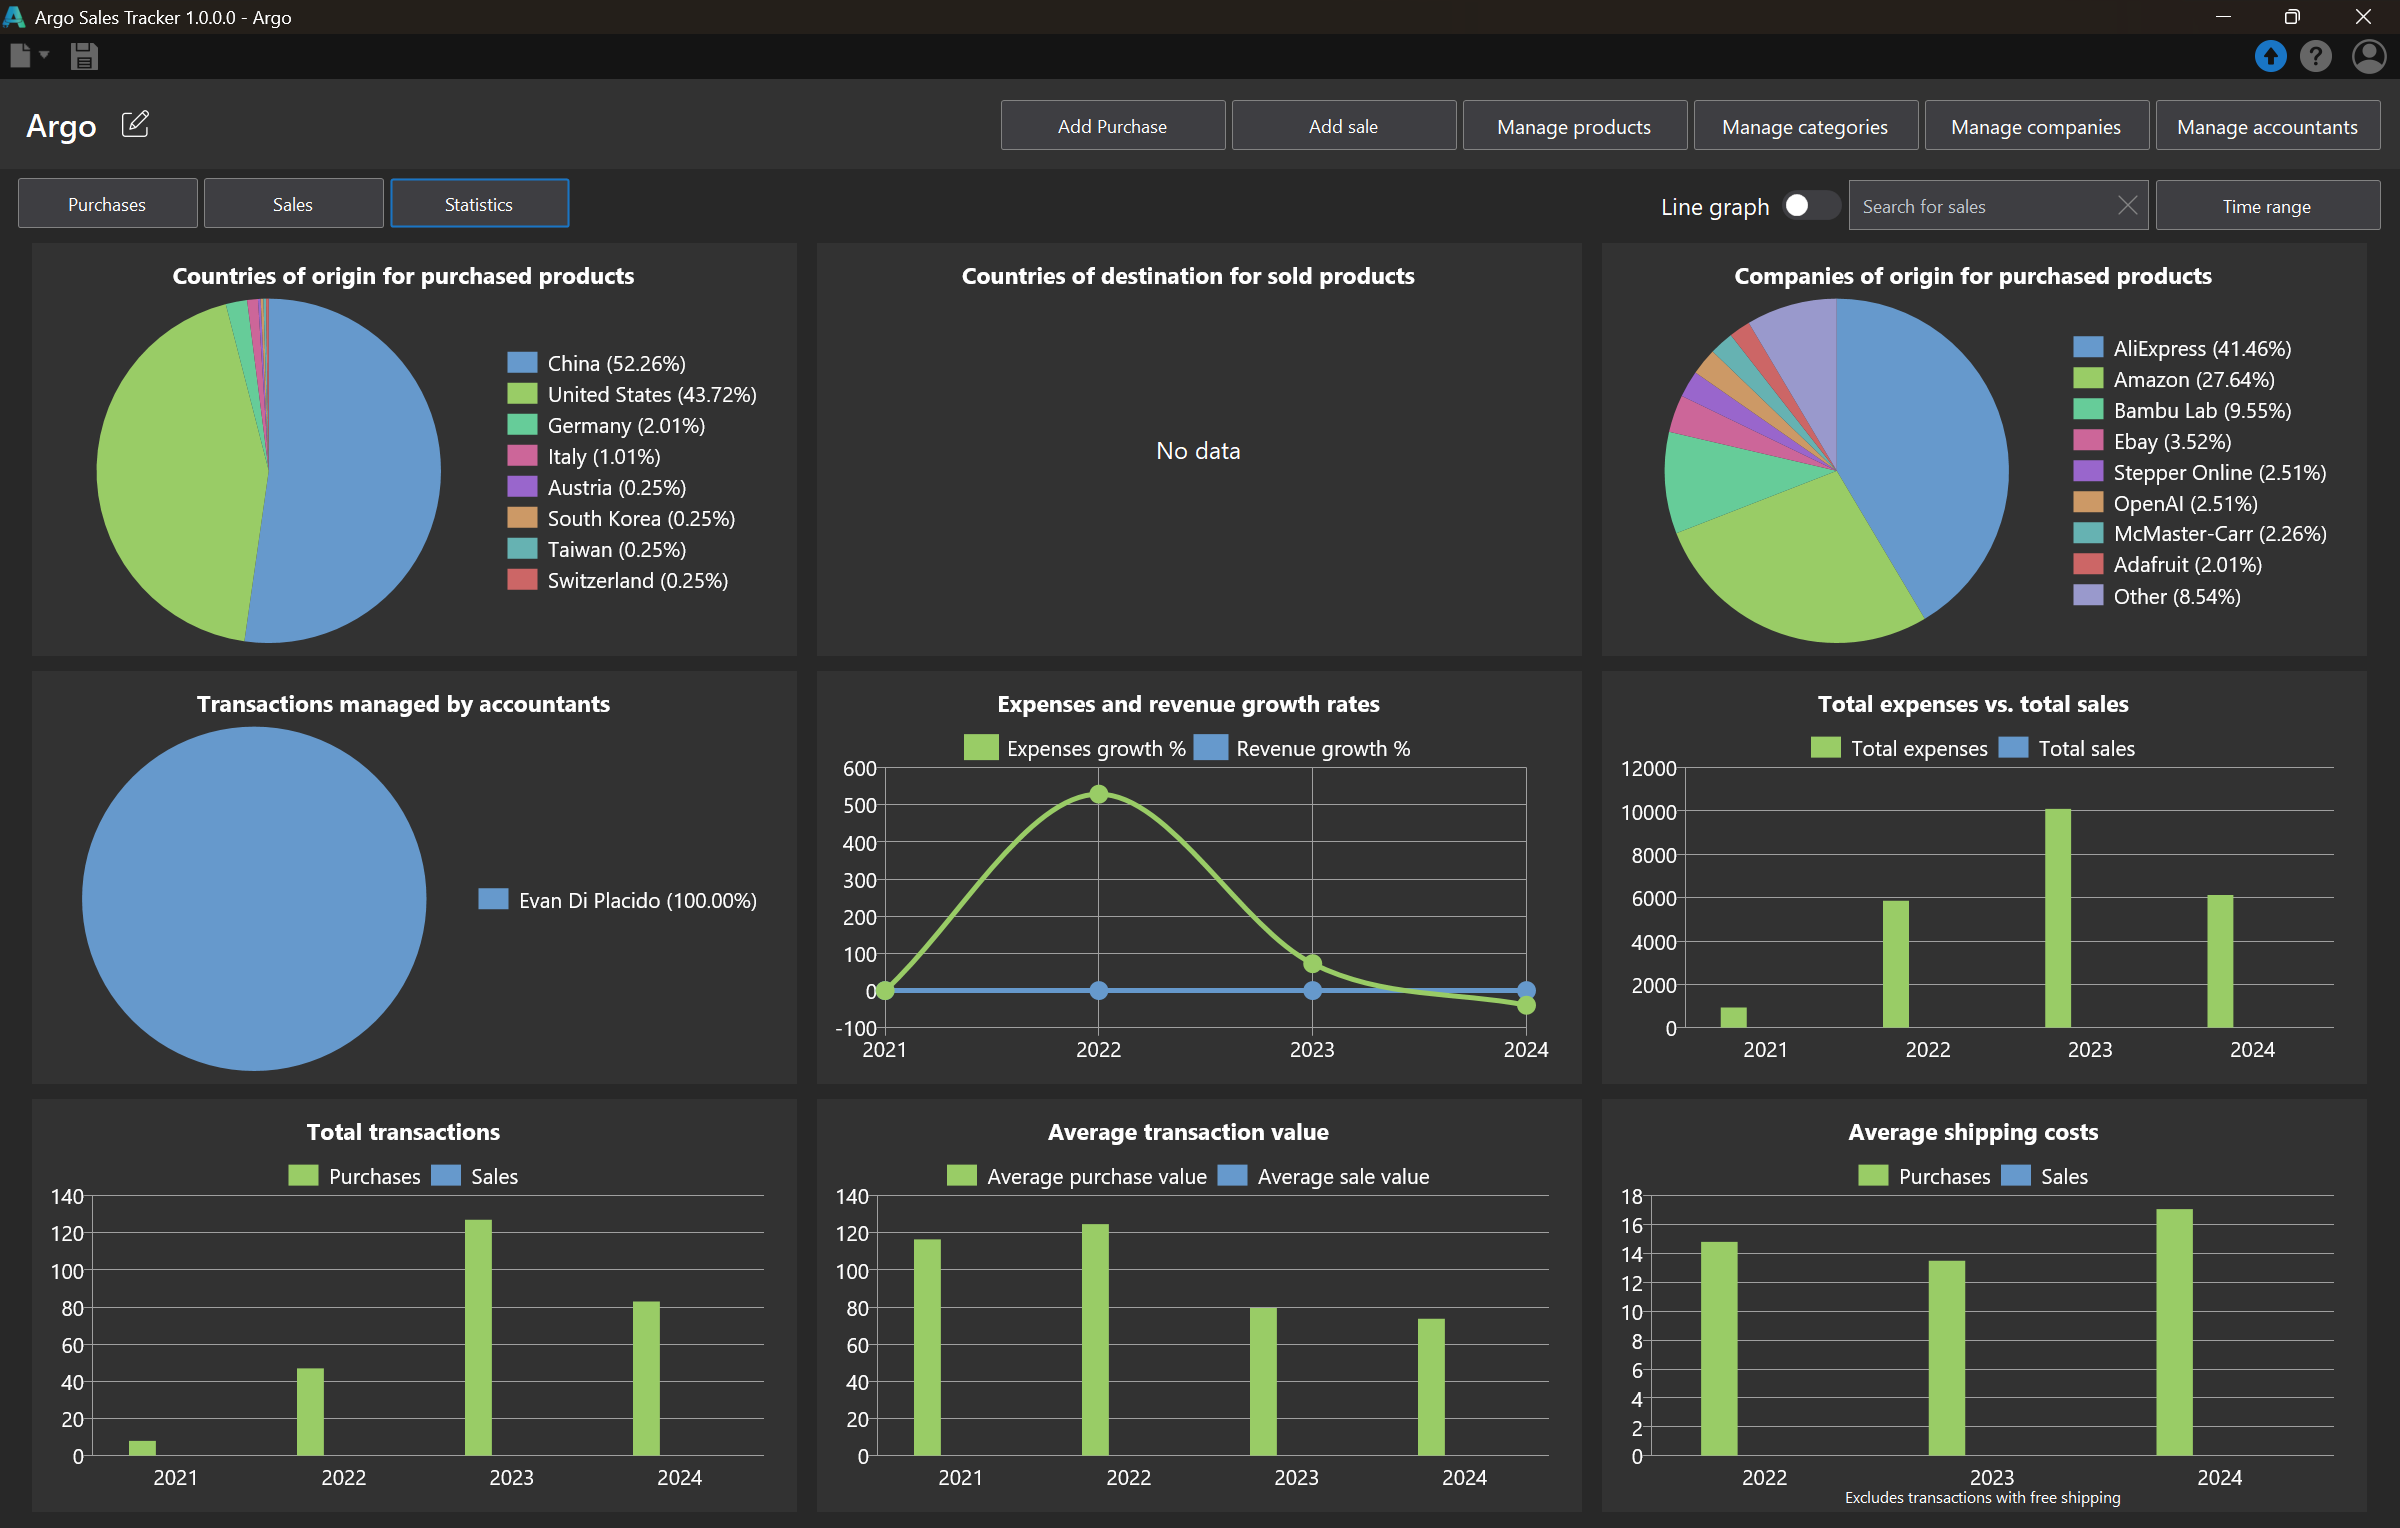 Argo Sales Tracker 1.0.0.0 - Argo
Argo
Add Purchase
Add sale
Manage products
Manage categories
Manage companies
Manage accountants
Purchases
Sales
Statistics
Line graph
Search for sales
Time range
Countries of origin for purchased products
China (52.26%)
United States (43.72%)
Germany (2.01%)
Italy (1.01%)
Austria (0.25%)
South Korea (0.25%)
Taiwan (0.25%)
Switzerland (0.25%)
Countries of destination for sold products
No data
Companies of origin for purchased products
AliExpress (41.46%)
Amazon (27.64%)
Bambu Lab (9.55%)
Ebay (3.52%)
Stepper Online (2.51%)
OpenAI (2.51%)
McMaster-Carr (2.26%)
Adafruit (2.01%)
Other (8.54%)
Transactions managed by accountants
Evan Di Placido (100.00%)
Expenses and revenue growth rates
Expenses growth % Revenue growth %
600
500
400
300
200
100
0
-100
2021 2022 2023 2024
Total expenses vs. total sales
Total expenses Total sales
12000
10000
8000
6000
4000
2000
0
2021 2022 2023 2024
Total transactions
Purchases Sales
140
120
100
80
60
40
20
0
2021 2022 2023 2024
Average transaction value
Average purchase value Average sale value
140
120
100
80
60
40
20
0
2021 2022 2023 2024
Average shipping costs
Purchases Sales
18
16
14
12
10
8
6
4
2
0
2022 2023 2024
Excludes transactions with free shipping